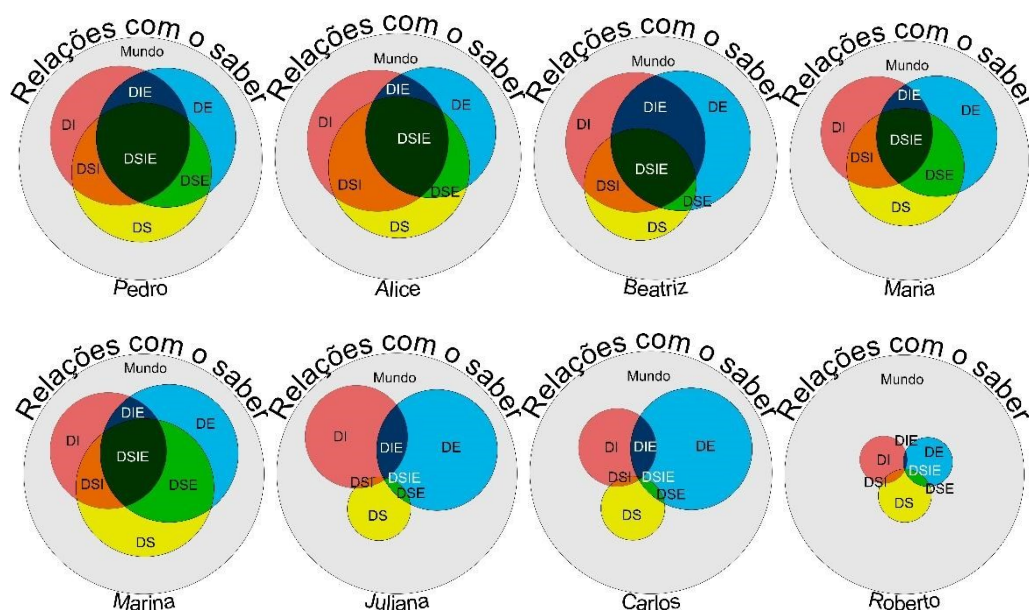 Relações com o saber
Mundo
DIE
DI
DE
DSIE
DSI
DSE
DS
Pedro
Relações com o saber
Mundo
DIE
DI
DE
DSIE
DSI
DSE
DS
Alice
Relações com o saber
Mundo
DIE
DI
DE
DSIE
DSI
DSE
DS
Beatriz
Relações com o saber
Mundo
DIE
DI
DE
DSIE
DSI
DSE
DS
Maria
Relações com o saber
Mundo
DIE
DI
DE
DSIE
DSI
DSE
DS
Marina
Relações com o saber
Mundo
DI
DIE
DE
DSIE
DSI
DSE
DS
Juliana
Relações com o saber
Mundo
DI
DIE
DE
DSIE
DSI
DSE
DS
Carlos
Relações com o saber
Mundo
DIE
DE
DI
DSIE
DSI
DSE
DS
Roberto